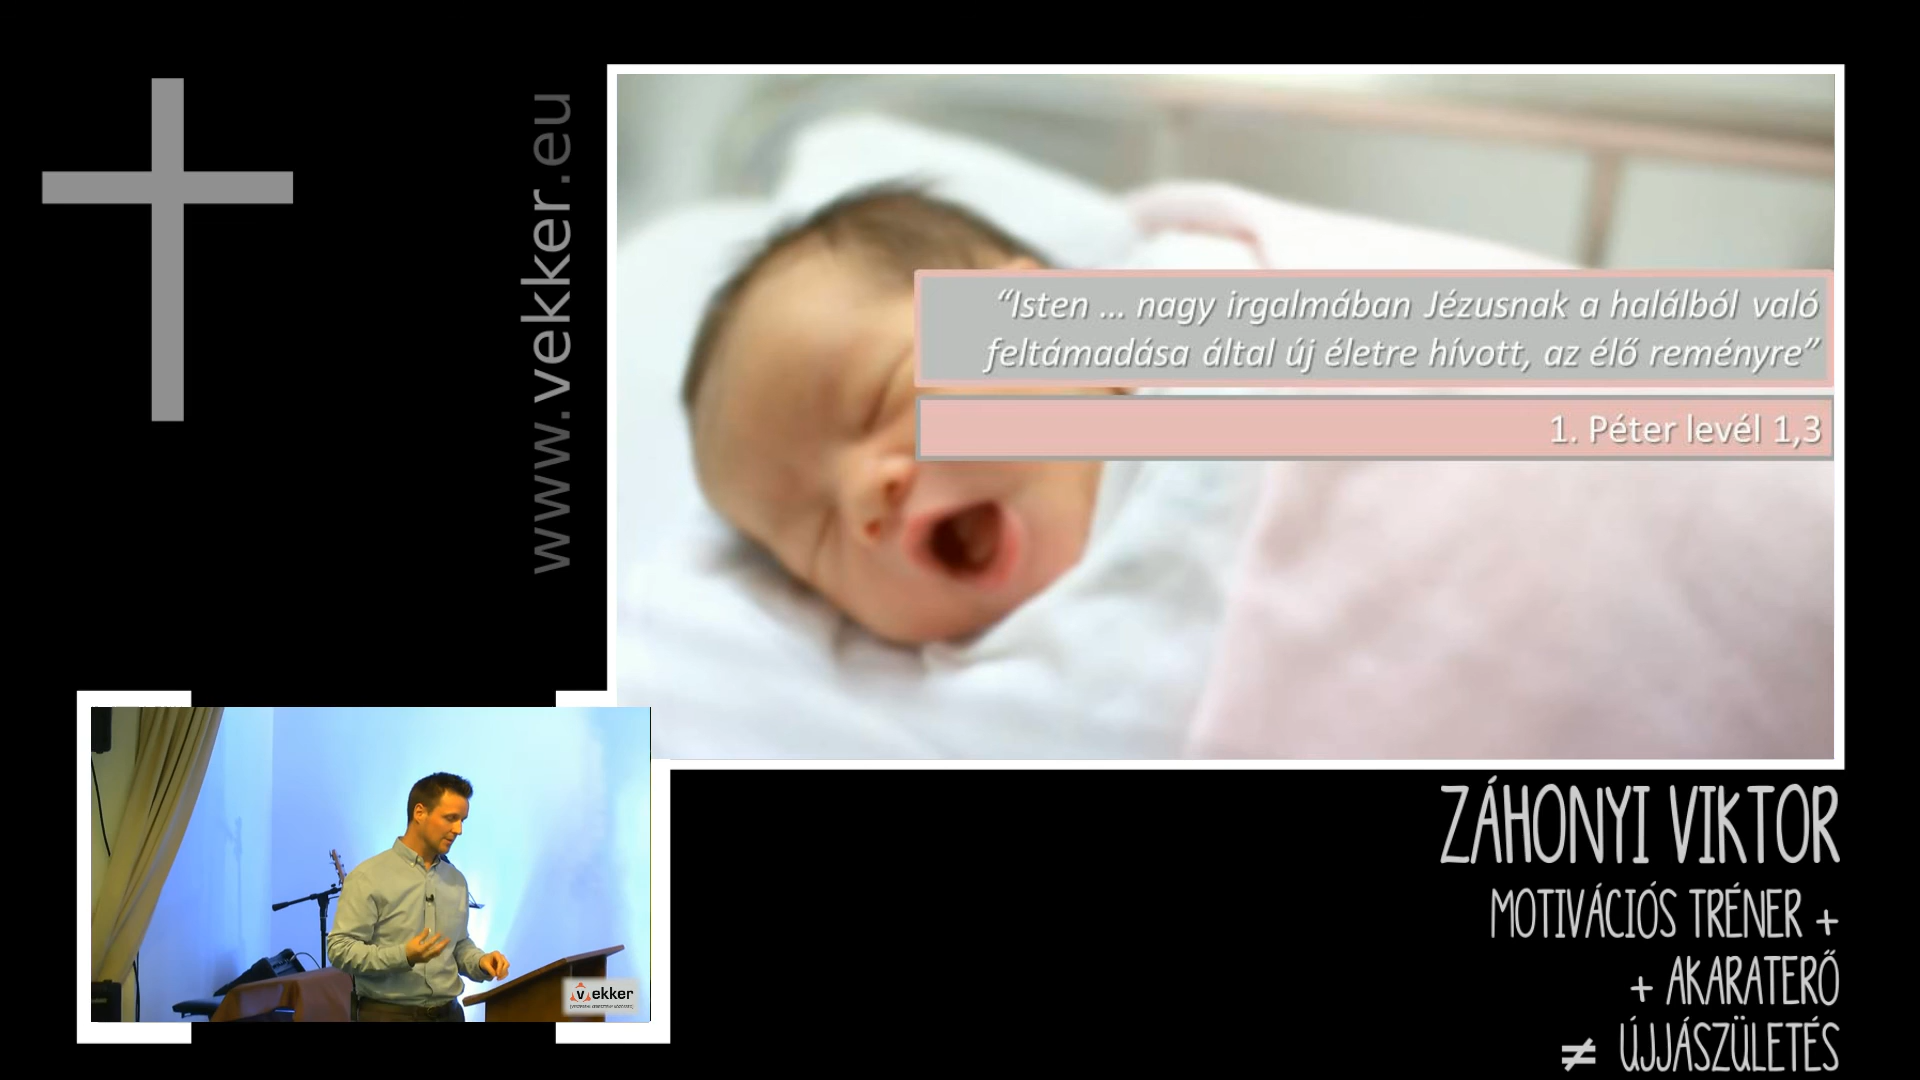 www.vekker.eu
“Isten ... nagy irgalmában Jézusnak a halálból való
feltámadása által új életre hívott, az élő reményre”
1. Péter levél 1,3
vekker
ZÁHONYI VIKTOR
MOTIVÁCIÓS TRÉNER +
+ AKARATERŐ
≠ ÚJJÁSZÜLETÉS